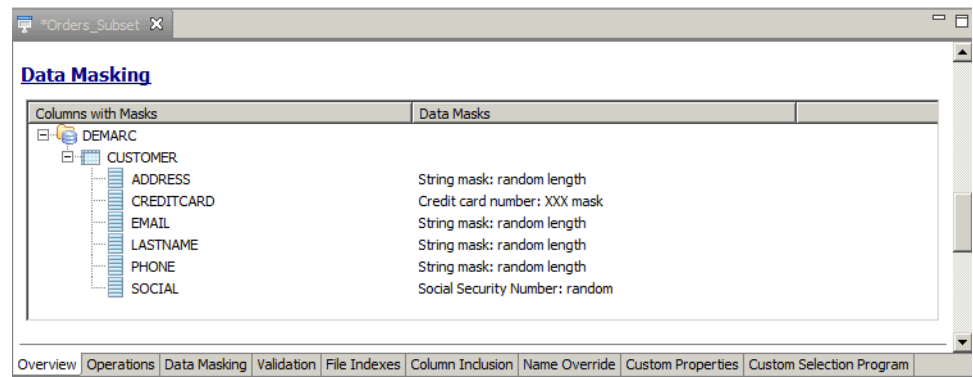 *Orders_Subset
Data Masking
Columns with Masks Data Masks
DEMARC
CUSTOMER
ADDRESS String mask: random length
CREDITCARD Credit card number: XXX mask
EMAIL String mask: random length
LASTNAME String mask: random length
PHONE String mask: random length
SOCIAL Social Security Number: random
Overview Operations Data Masking Validation File Indexes Column Inclusion Name Override Custom Properties Custom Selection Program